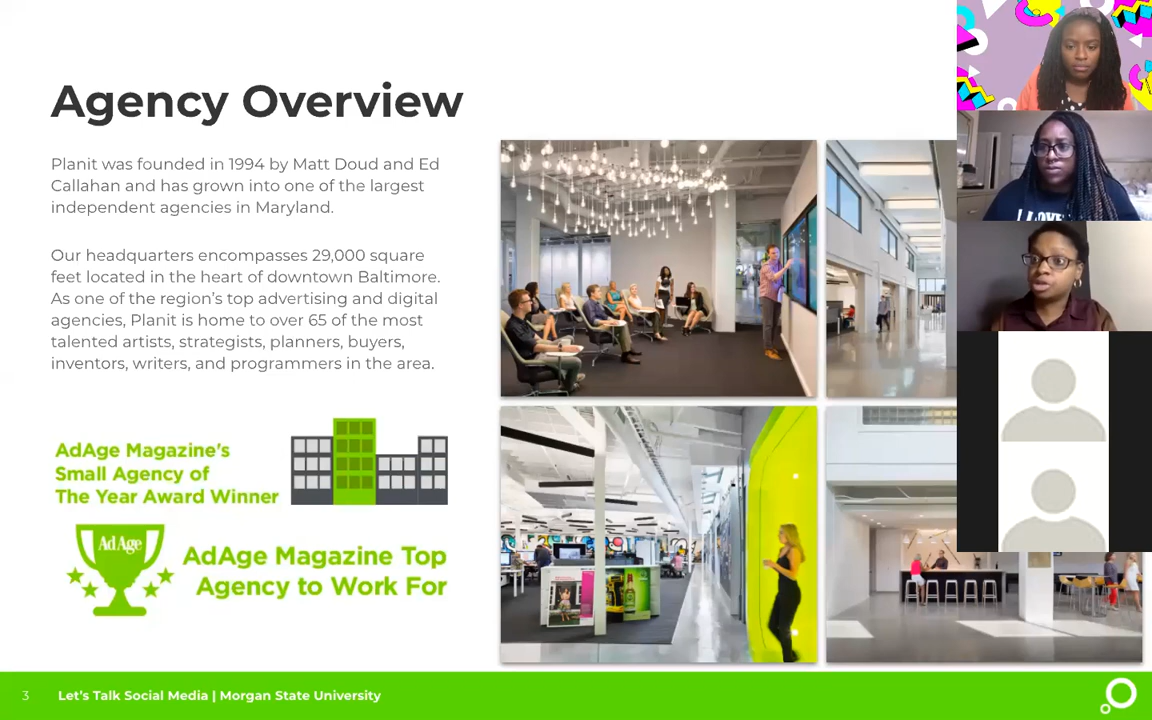 Agency Overview
Planit was founded in 1994 by Matt Doud and Ed
Callahan and has grown into one of the largest
independent agencies in Maryland.
Our headquarters encompasses 29,000 square
feet located in the heart of downtown Baltimore.
As one of the region's top advertising and digital
agencies, Planit is home to over 65 of the most
talented artists, strategists, planners, buyers,
inventors, writers, and programmers in the area.
AdAge Magazine's
Small Agency of
The Year Award Winner
AdAge
AdAge Magazine Top
Agency to Work For
I LOVE
3 Let's Talk Social Media | Morgan State University